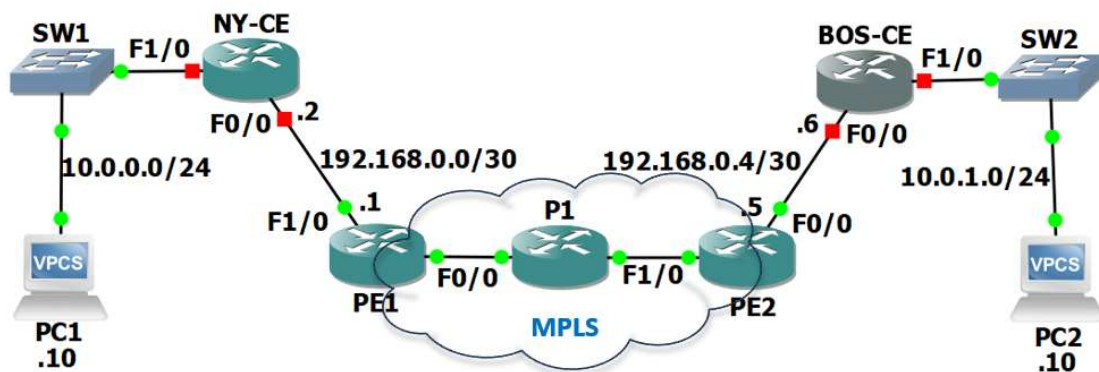 SW1
F1/0
NY-CE
F0/0
.2
10.0.0.0/24
192.168.0.0/30
VPCS
PC1
.10
F1/0
.1
PE1
F0/0
P1
F1/0
MPLS
192.168.0.4/30
.5
F0/0
PE2
BOS-CE
.6
F0/0
F1/0
SW2
10.0.1.0/24
VPCS
PC2
.10